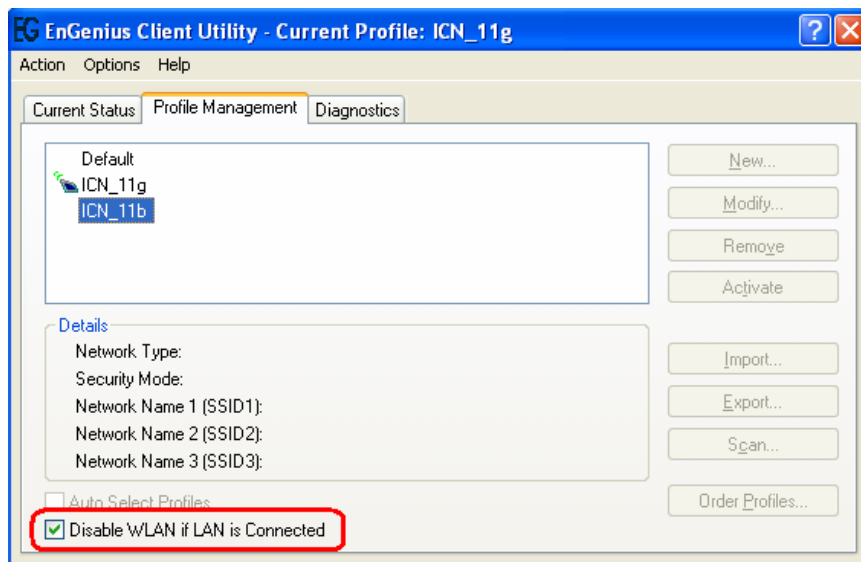 EG EnGenius Client Utility - Current Profile: ICN_11g
Action Options Help
Current Status Profile Management Diagnostics
Default
ICN_11g
ICN_11b
New...
Modify...
Remove
Activate
Details
Network Type:
Security Mode:
Network Name 1 (SSID1):
Network Name 2 (SSID2):
Network Name 3 (SSID3):
Import...
Export...
Scan...
Auto Select Profiles
Order Profiles...
Disable WLAN if LAN is Connected